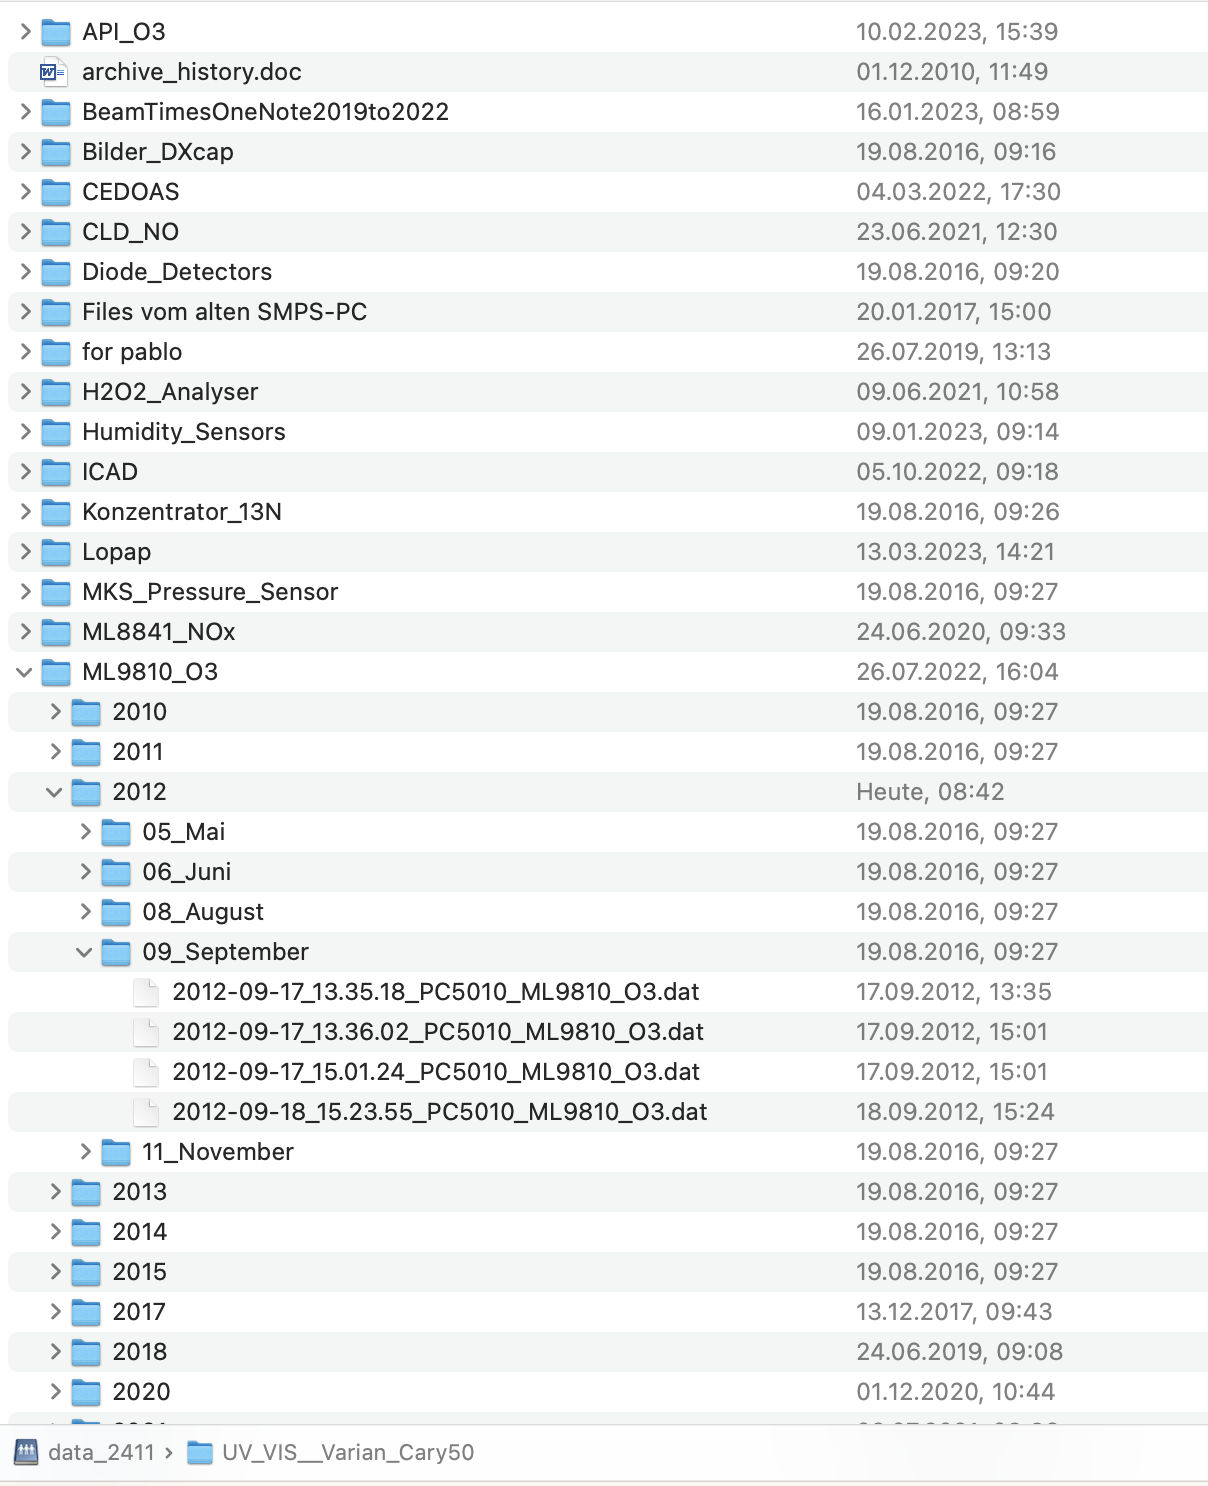 API_O3 10.02.2023, 15:39
archive_history.doc 01.12.2010, 11:49
BeamTimesOneNote2019to2022 16.01.2023, 08:59
Bilder_DXcap 19.08.2016, 09:16
CEDOAS 04.03.2022, 17:30
CLD_NO 23.06.2021, 12:30
Diode_Detectors 19.08.2016, 09:20
Files vom alten SMPS-PC 20.01.2017, 15:00
for pablo 26.07.2019, 13:13
H2O2_Analyser 09.06.2021, 10:58
Humidity_Sensors 09.01.2023, 09:14
ICAD 05.10.2022, 09:18
Konzentrator_13N 19.08.2016, 09:26
Lopap 13.03.2023, 14:21
MKS_Pressure_Sensor 19.08.2016, 09:27
ML8841_NOx 24.06.2020, 09:33
ML9810_O3 26.07.2022, 16:04
2010 19.08.2016, 09:27
2011 19.08.2016, 09:27
2012 Heute, 08:42
05_Mai 19.08.2016, 09:27
06_Juni 19.08.2016, 09:27
08_August 19.08.2016, 09:27
09_September 19.08.2016, 09:27
2012-09-17_13.35.18_PC5010_ML9810_O3.dat 17.09.2012, 13:35
2012-09-17_13.36.02_PC5010_ML9810_O3.dat 17.09.2012, 15:01
2012-09-17_15.01.24_PC5010_ML9810_O3.dat 17.09.2012, 15:01
2012-09-18_15.23.55_PC5010_ML9810_O3.dat 18.09.2012, 15:24
11_November 19.08.2016, 09:27
2013 19.08.2016, 09:27
2014 19.08.2016, 09:27
2015 19.08.2016, 09:27
2017 13.12.2017, 09:43
2018 24.06.2019, 09:08
2020 01.12.2020, 10:44
data_2411 › UV_VIS__Varian_Cary50